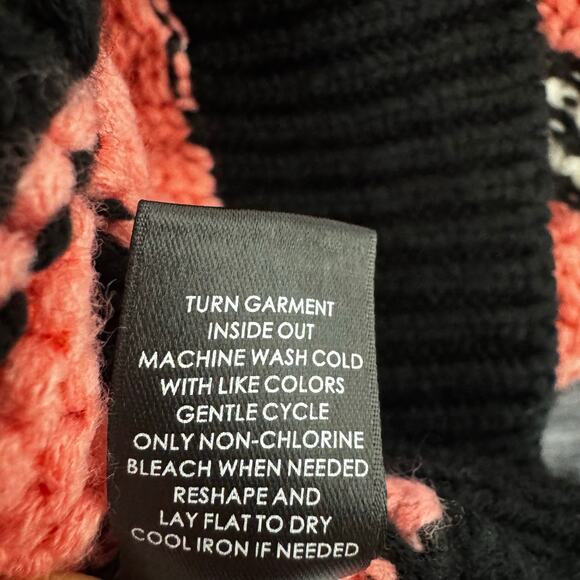 TURN GARMENT
INSIDE OUT
MACHINE WASH COLD
WITH LIKE COLORS
GENTLE CYCLE
ONLY NON-CHLORINE
BLEACH WHEN NEEDED
RESHAPE AND
LAY FLAT TO DRY
COOL IRON IF NEEDED